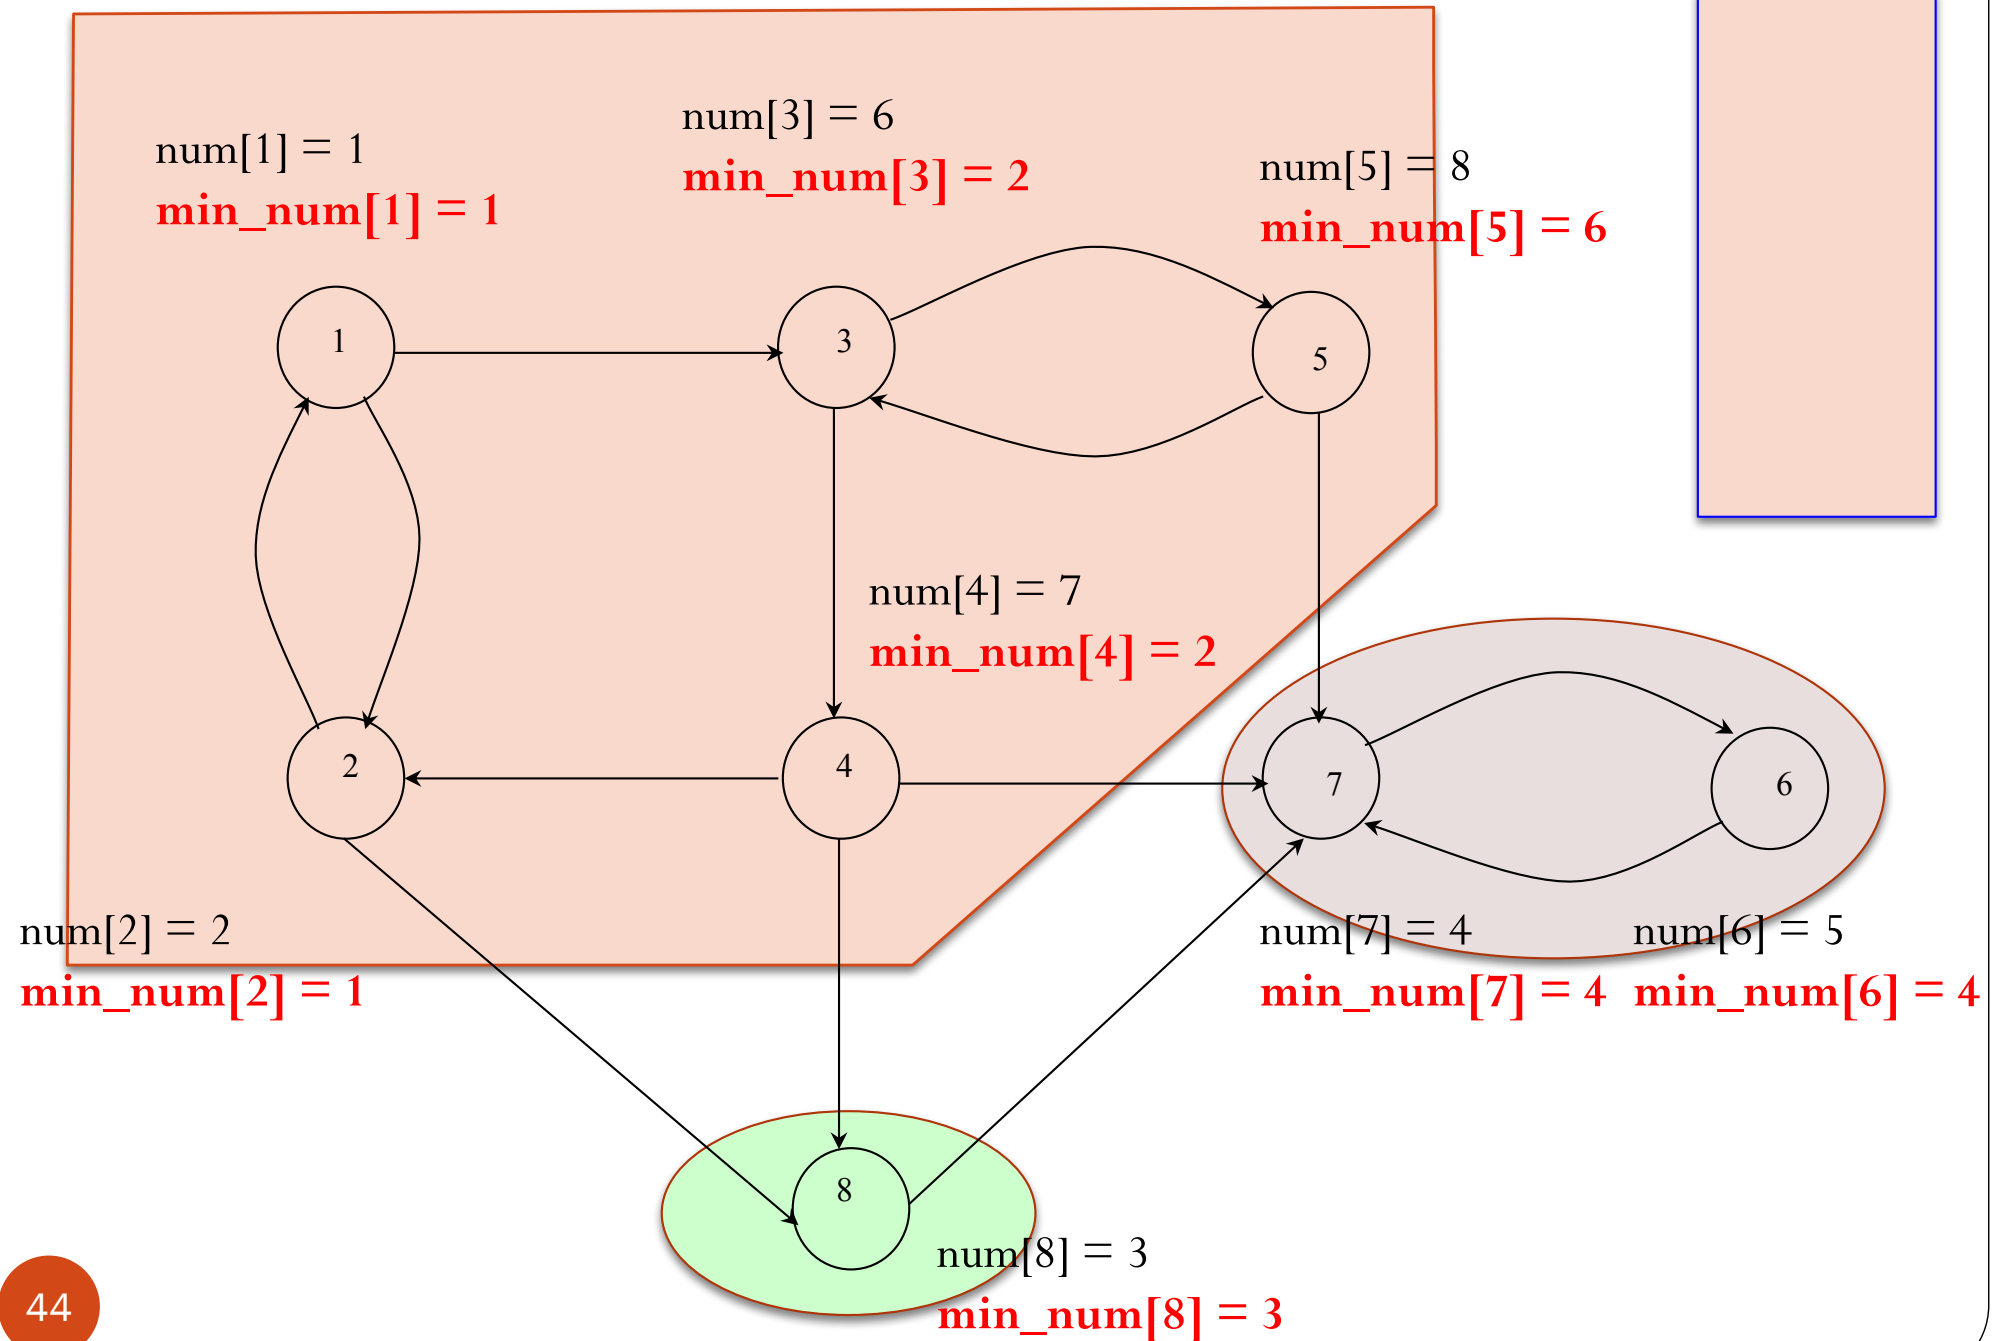 num[1] = 1
min_num[1] = 1
num[3] = 6
min_num[3] = 2
num[5] = 8
min_num[5] = 6
1
3
5
num[4] = 7
min_num[4] = 2
2
4
7
6
num[2] = 2
min_num[2] = 1
num[7] = 4
min_num[7] = 4
num[6] = 5
min_num[6] = 4
8
num[8] = 3
min_num[8] = 3
44